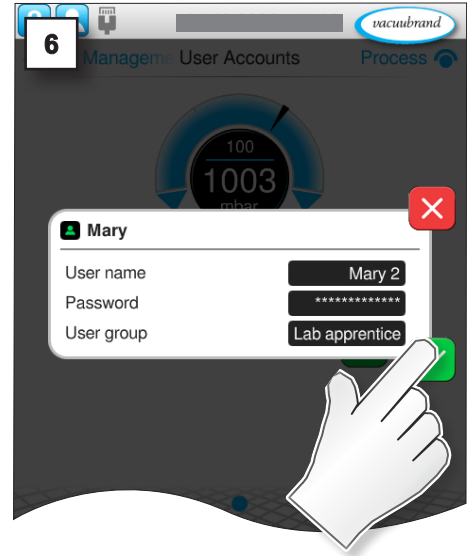 6
vacuubrand
Manageme User Accounts Process
100
1003
mbar
Mary
User name Mary 2
Password *************
User group Lab apprentice